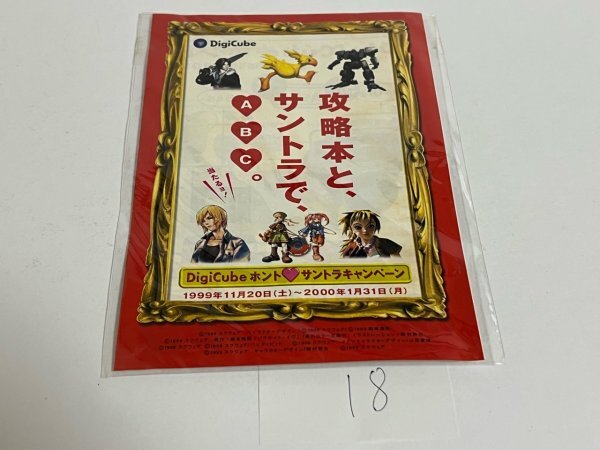 DigiCube
攻略本と、
サントラで、
A B C。
当たるョ!
DigiCube ホント サントラキャンペーン
1999年11月20日(土)〜2000年1月31日(月)
18